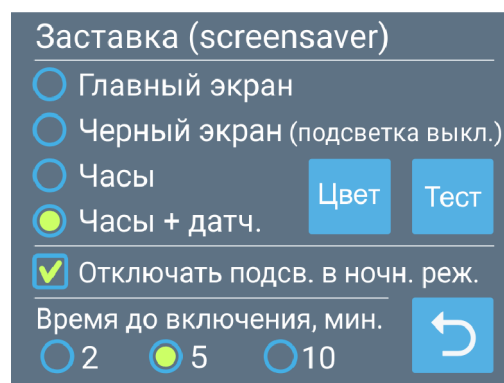 Заставка (screensaver)
Главный экран
Черный экран (подсветка выкл.)
Часы
Цвет Тест
Часы + датч.
Отключать подсв. в ночн. реж.
Время до включения, мин.
2 5 10